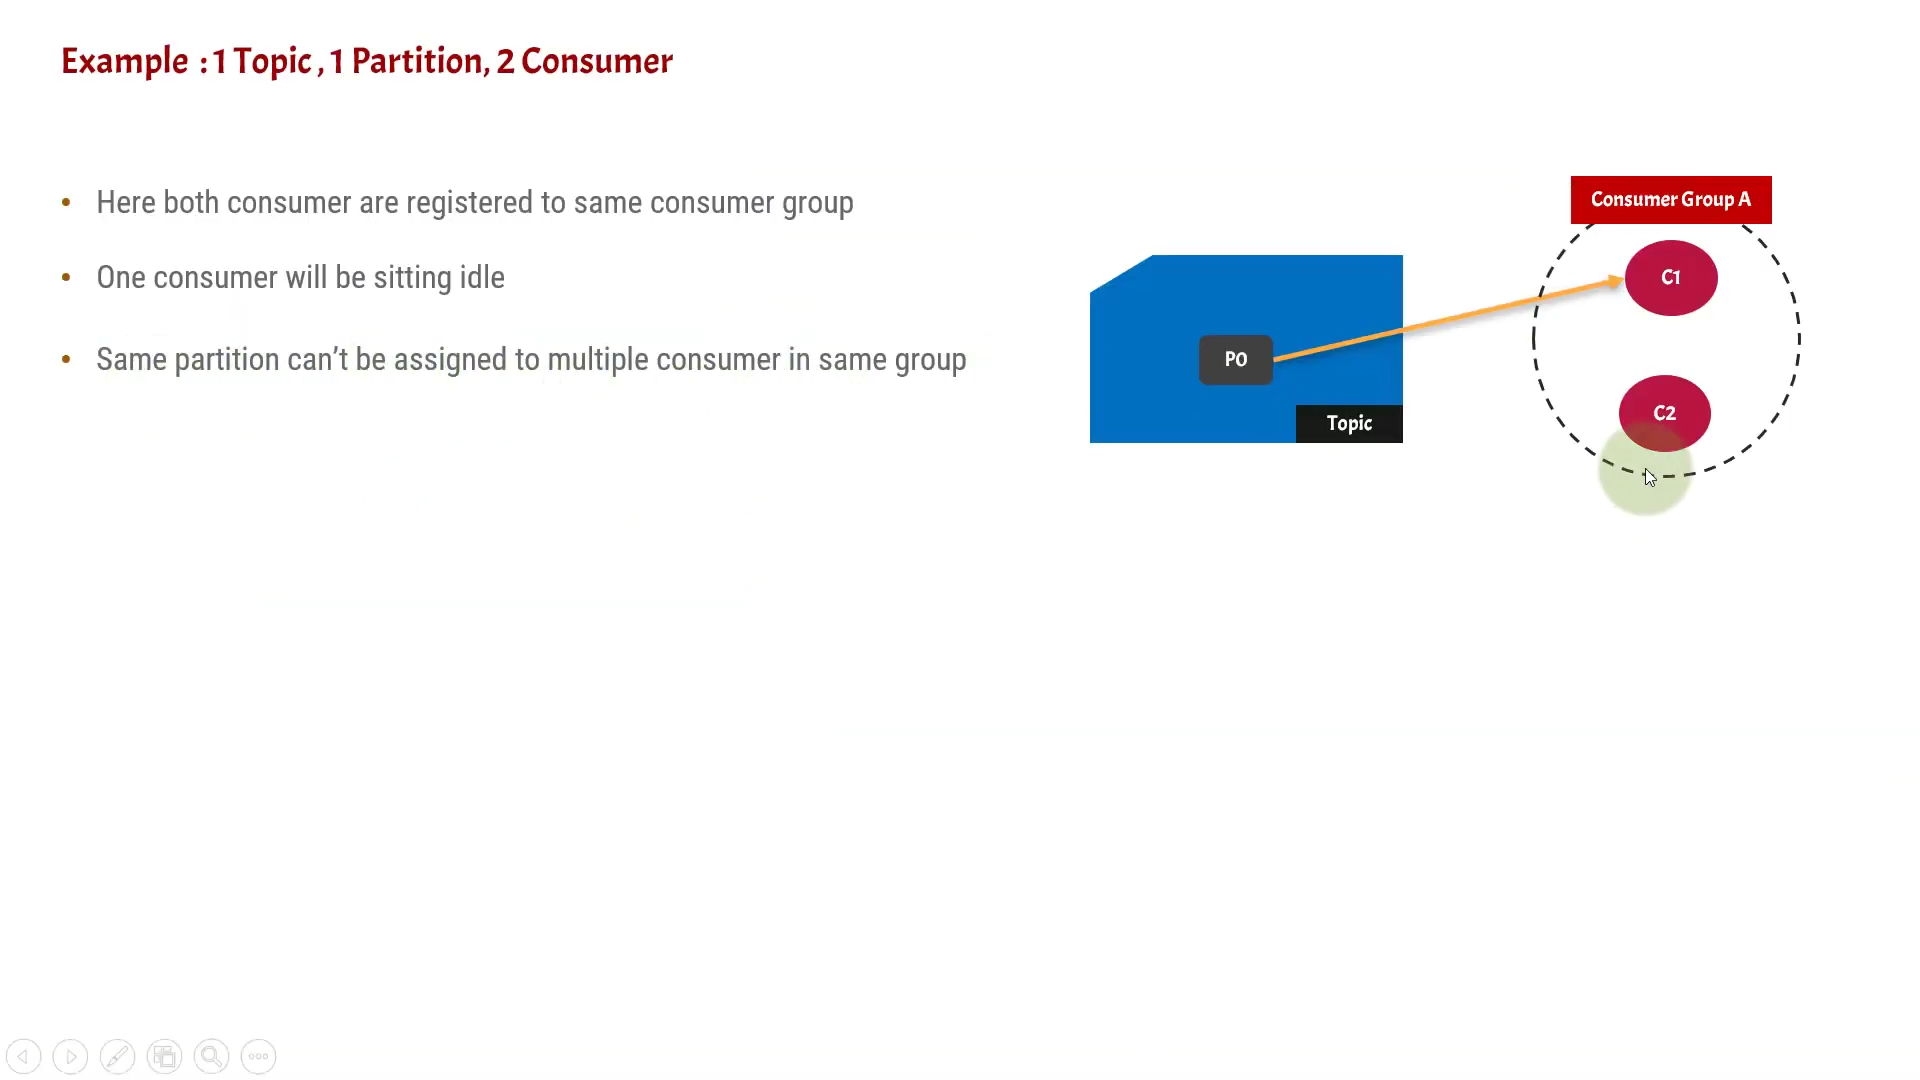 Example : 1 Topic , 1 Partition, 2 Consumer
• Here both consumer are registered to same consumer group
• One consumer will be sitting idle
• Same partition can’t be assigned to multiple consumer in same group
Consumer Group A
C1
P0
C2
Topic